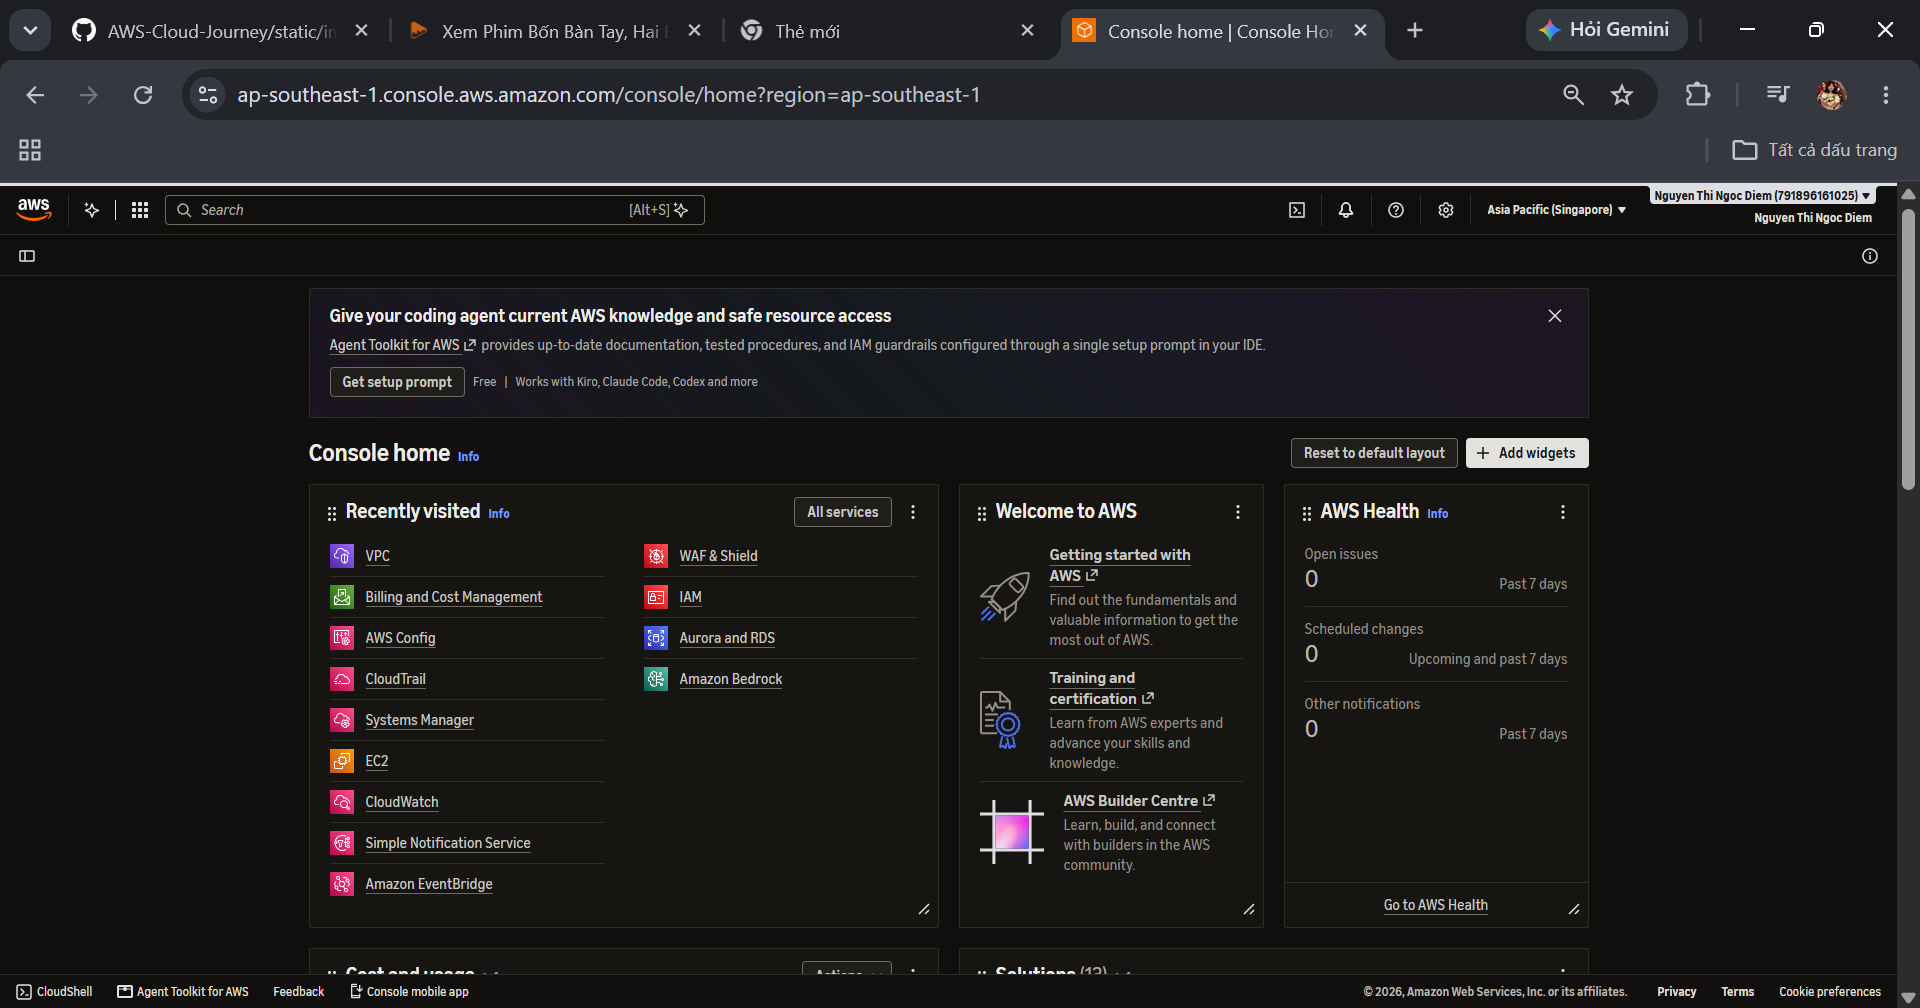 AWS-Cloud-Journey/static/in
Xem Phim Bốn Bàn Tay, Hai
Thẻ mới
Console home | Console Hor
Hỏi Gemini
ap-southeast-1.console.aws.amazon.com/console/home?region=ap-southeast-1
Tất cả dấu trang
aws
Search
[Alt+S]
Asia Pacific (Singapore)
Nguyen Thi Ngoc Diem (791896161025)
Nguyen Thi Ngoc Diem
Give your coding agent current AWS knowledge and safe resource access
Agent Toolkit for AWS provides up-to-date documentation, tested procedures, and IAM guardrails configured through a single setup prompt in your IDE.
Get setup prompt
Free | Works with Kiro, Claude Code, Codex and more
Console home Info
Reset to default layout
Add widgets
Recently visited Info
All services
VPC
Billing and Cost Management
AWS Config
CloudTrail
Systems Manager
EC2
CloudWatch
Simple Notification Service
Amazon EventBridge
WAF & Shield
IAM
Aurora and RDS
Amazon Bedrock
Welcome to AWS
Getting started with
AWS
Find out the fundamentals and
valuable information to get the
most out of AWS.
Training and
certification
Learn from AWS experts and
advance your skills and
knowledge.
AWS Builder Centre
Learn, build, and connect
with builders in the AWS
community.
AWS Health Info
Open issues
0
Past 7 days
Scheduled changes
0
Upcoming and past 7 days
Other notifications
0
Past 7 days
Go to AWS Health
Cost and usage
Actions
Solutions (13)
CloudShell
Agent Toolkit for AWS
Feedback
Console mobile app
© 2026, Amazon Web Services, Inc. or its affiliates.
Privacy
Terms
Cookie preferences